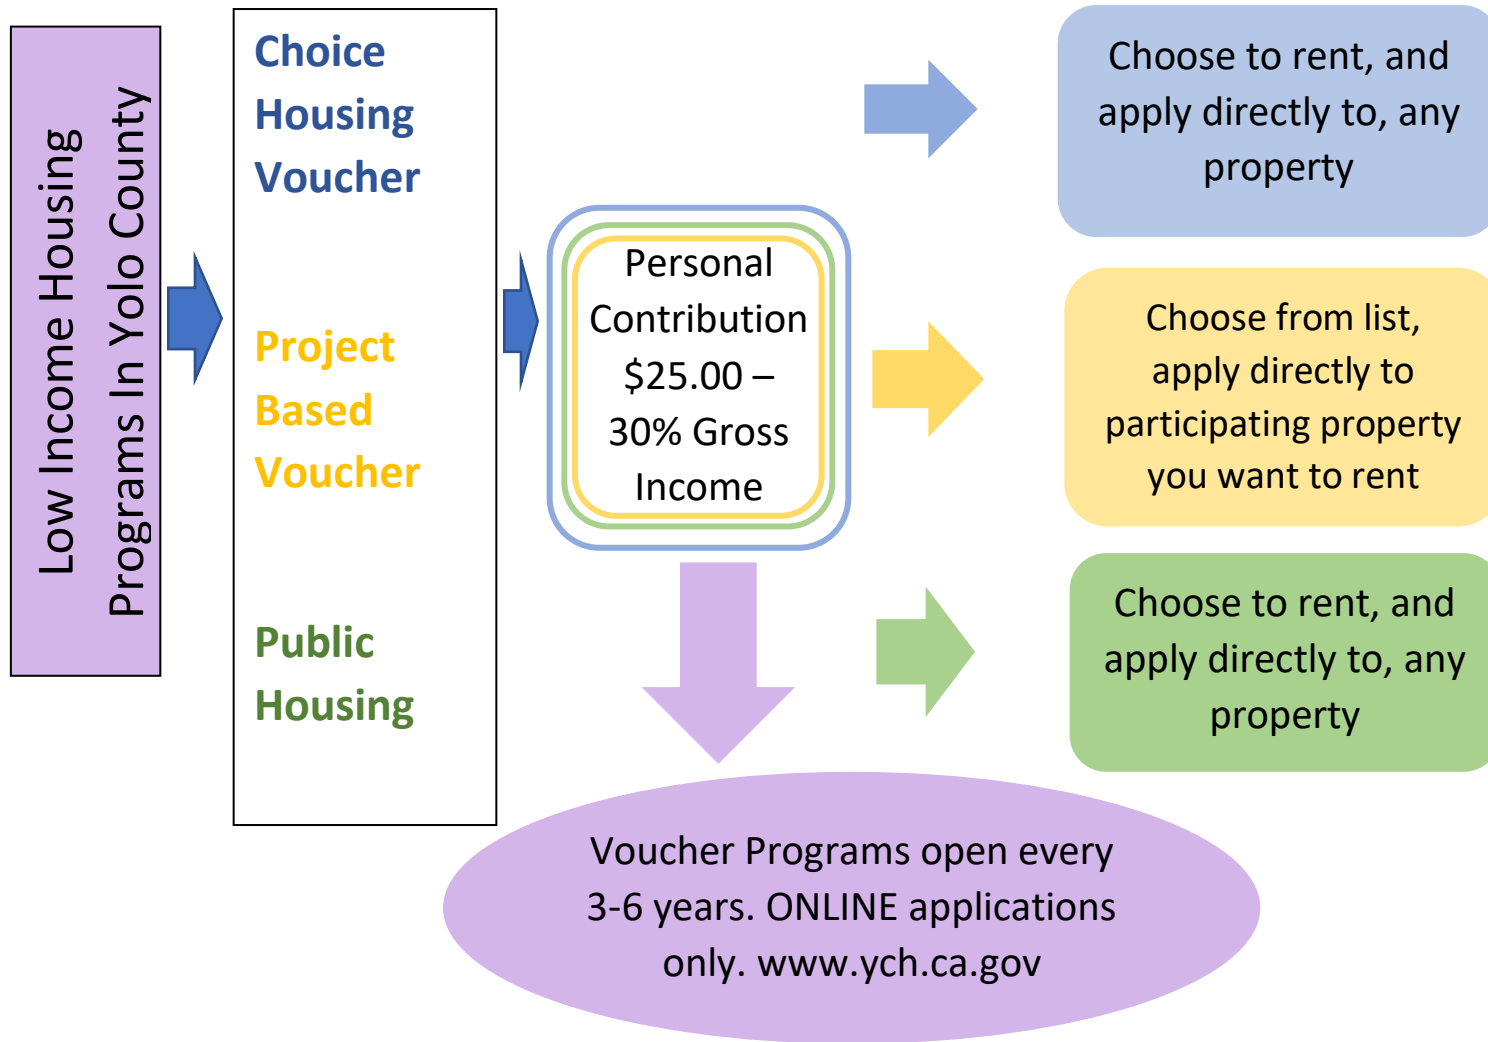 Low Income Housing
Programs In Yolo County
Choice
Housing
Voucher
Project
Based
Voucher
Public
Housing
Personal
Contribution
$25.00 –
30% Gross
Income
Choose to rent, and
apply directly to, any
property
Choose from list,
apply directly to
participating property
you want to rent
Choose to rent, and
apply directly to, any
property
Voucher Programs open every
3-6 years. ONLINE applications
only. www.ych.ca.gov